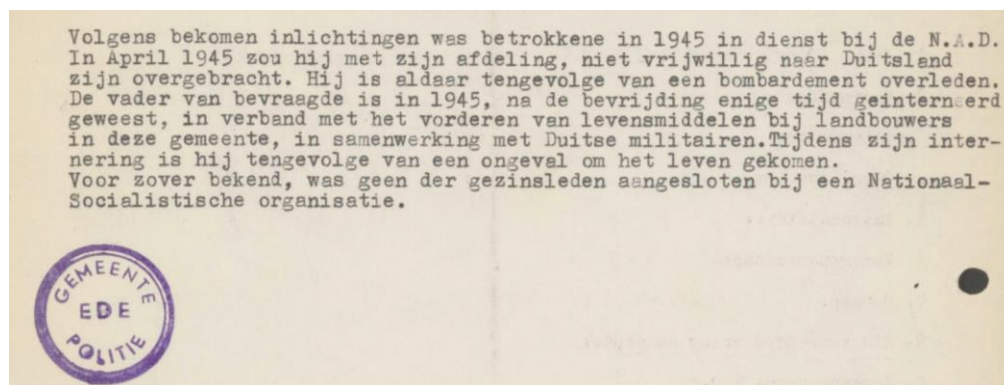 Volgens bekomen inlichtingen was betrokkene in 1945 in dienst bij de N.A.D.
In April 1945 zou hij met zijn afdeling, niet vrijwillig naar Duitsland
zijn overgebracht. Hij is aldaar tengevolge van een bombardement overleden.
De vader van bevraagde is in 1945, na de bevrijding enige tijd geinterneerd
geweest, in verband met het vorderen van levensmiddelen bij landbouwers
in deze gemeente, in samenwerking met Duitse militairen.Tijdens zijn inter-
nering is hij tengevolge van een ongeval om het leven gekomen.
Voor zover bekend, was geen der gezinsleden aangesloten bij een Nationaal-
Socialistische organisatie.
GEMEENTE
EDE
POLITIE